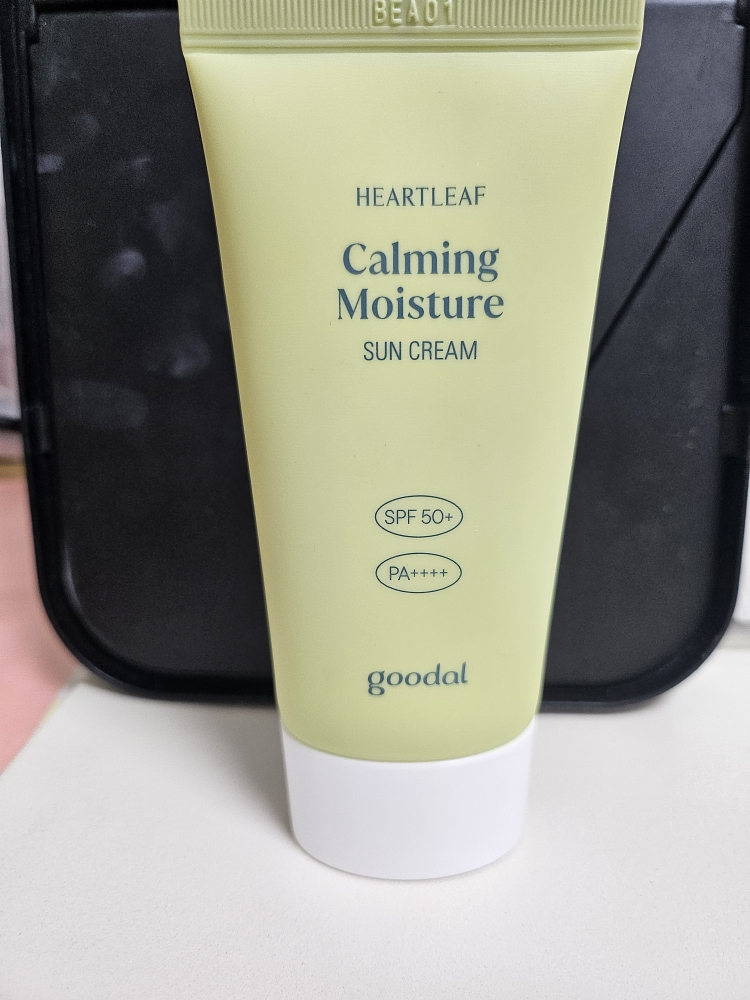 BEA01
HEARTLEAF
Calming
Moisture
SUN CREAM
SPF 50+
PA++++
goodal